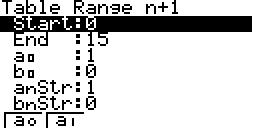 Table Range n+1
Start:0
End :15
a₀ :1
b₀ :0
anStr:1
bnStr:0
a₀ a₁